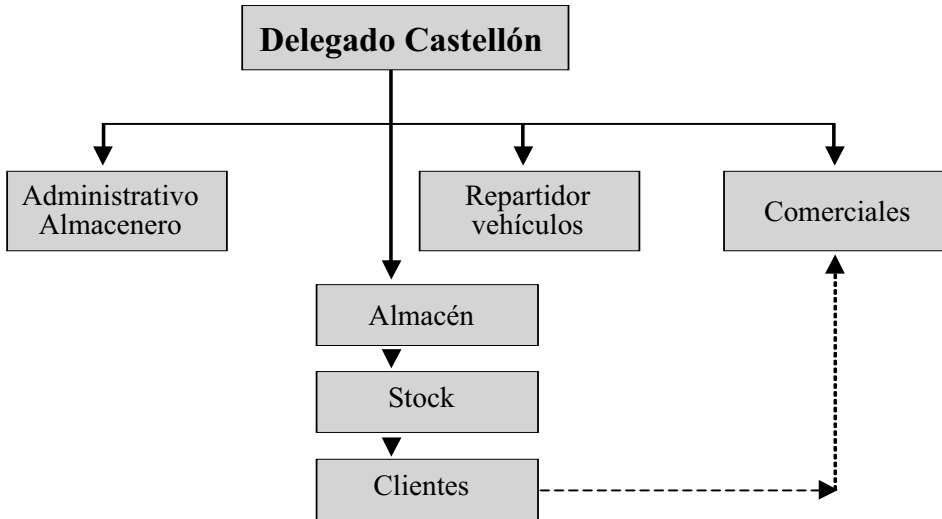 Delegado Castellón
Administrativo
Almacenero
Repartidor
vehículos
Comerciales
Almacén
Stock
Clientes